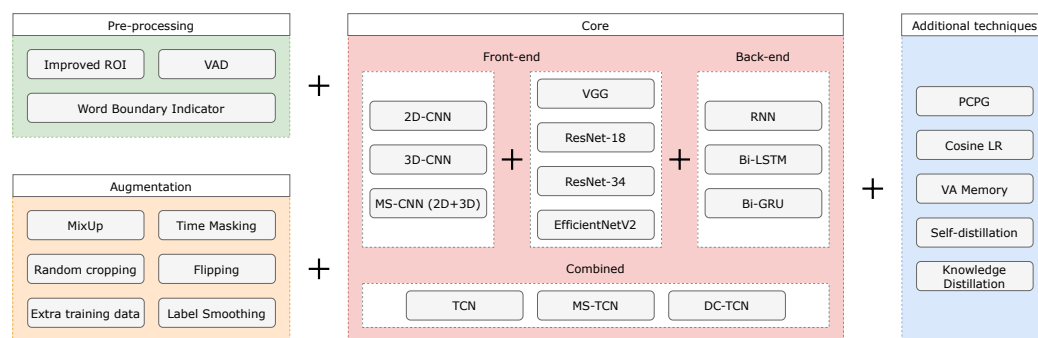 Pre-processing
Improved ROI
VAD
Word Boundary Indicator
Augmentation
MixUp
Time Masking
Random cropping
Flipping
Extra training data
Label Smoothing
+
+
Core
Front-end
Back-end
2D-CNN
3D-CNN
MS-CNN (2D+3D)
+
VGG
ResNet-18
ResNet-34
EfficientNetV2
+
RNN
Bi-LSTM
Bi-GRU
Combined
TCN
MS-TCN
DC-TCN
+
Additional techniques
PCPG
Cosine LR
VA Memory
Self-distillation
Knowledge
Distillation